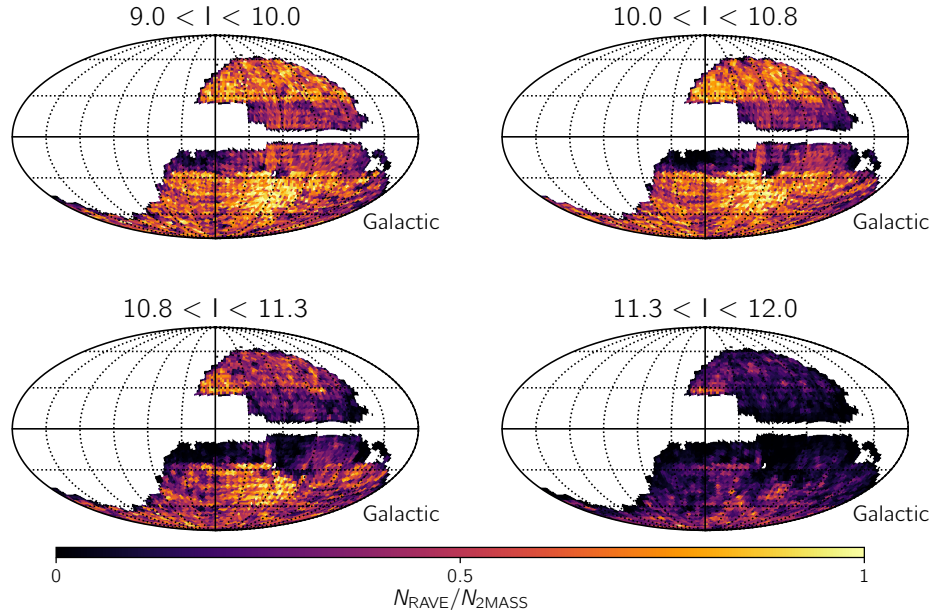 9.0 < I < 10.0
10.0 < I < 10.8
Galactic
Galactic
10.8 < I < 11.3
11.3 < I < 12.0
Galactic
Galactic
0
0.5
1
N_RAVE/N_2MASS